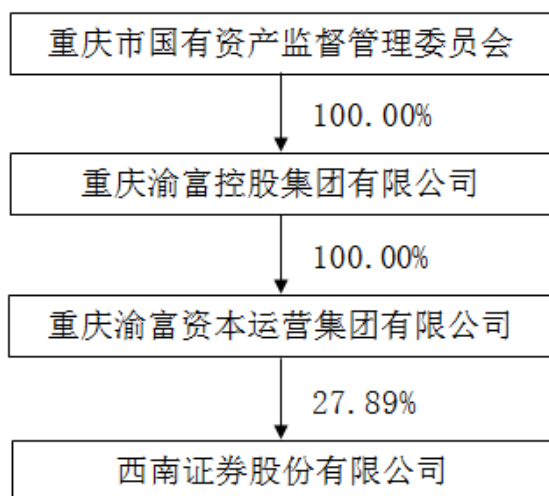 重庆市国有资产监督管理委员会
100.00%
重庆渝富控股集团有限公司
100.00%
重庆渝富资本运营集团有限公司
27.89%
西南证券股份有限公司